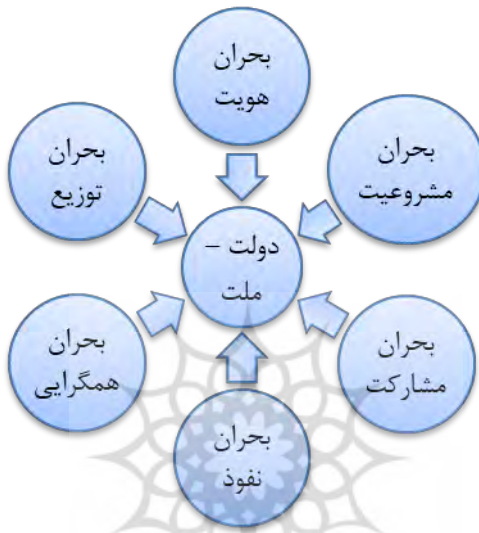 بحران
هویت
بحران
مشروعیت
بحران
مشارکت
بحران
نفوذ
بحران
همگرایی
بحران
توزیع
دولت –
ملت